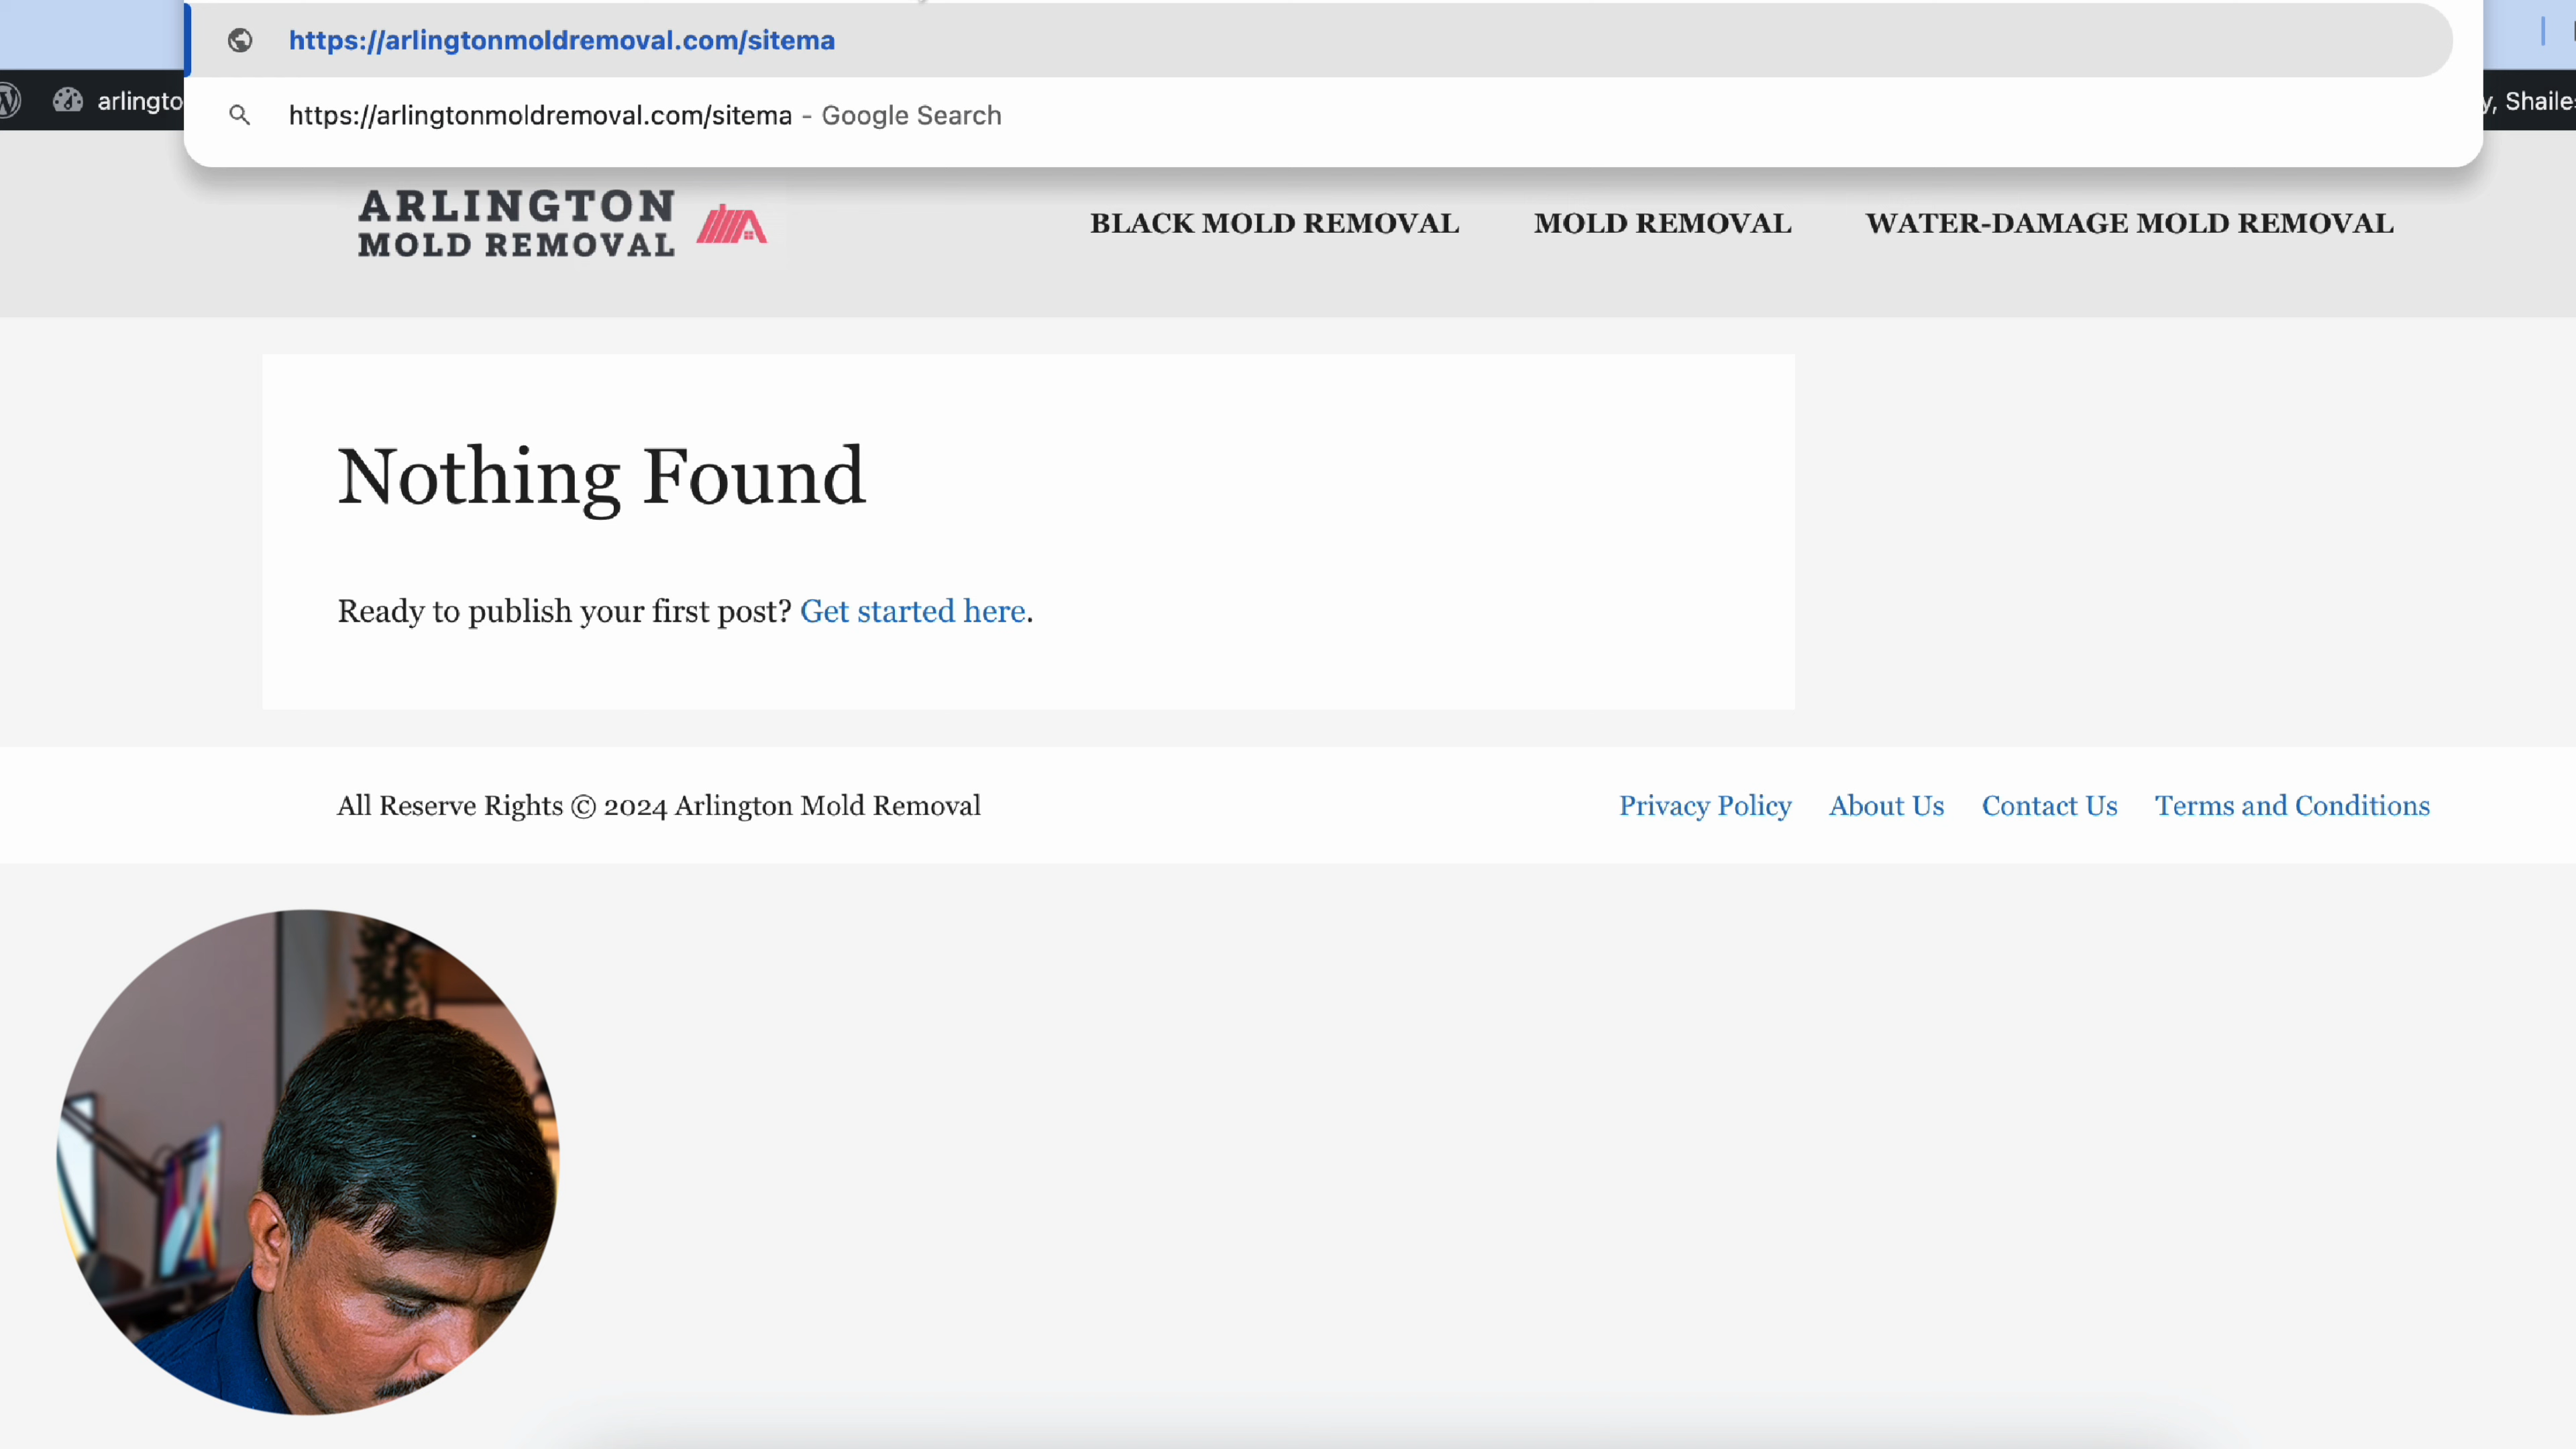 https://arlingtonmoldremoval.com/sitema
https://arlingtonmoldremoval.com/sitema - Google Search
arlingto
y, Shaile
ARLINGTON
MOLD REMOVAL
BLACK MOLD REMOVAL
MOLD REMOVAL
WATER-DAMAGE MOLD REMOVAL
Nothing Found
Ready to publish your first post? Get started here.
All Reserve Rights © 2024 Arlington Mold Removal
Privacy Policy
About Us
Contact Us
Terms and Conditions